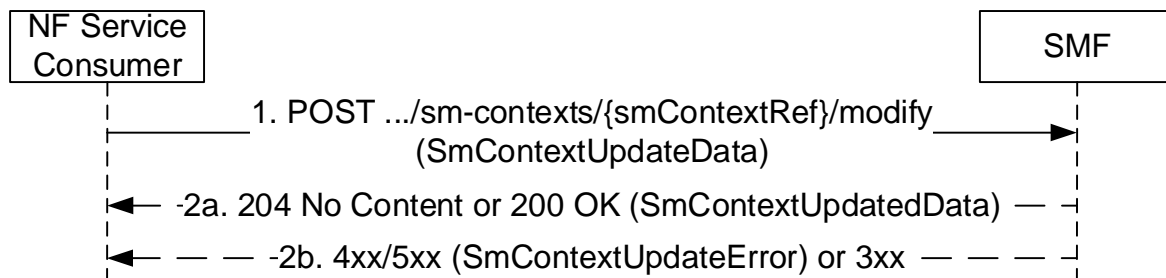 NF Service
Consumer
SMF
1. POST .../sm-contexts/{smContextRef}/modify
(SmContextUpdateData)
2a. 204 No Content or 200 OK (SmContextUpdatedData)
2b. 4xx/5xx (SmContextUpdateError) or 3xx